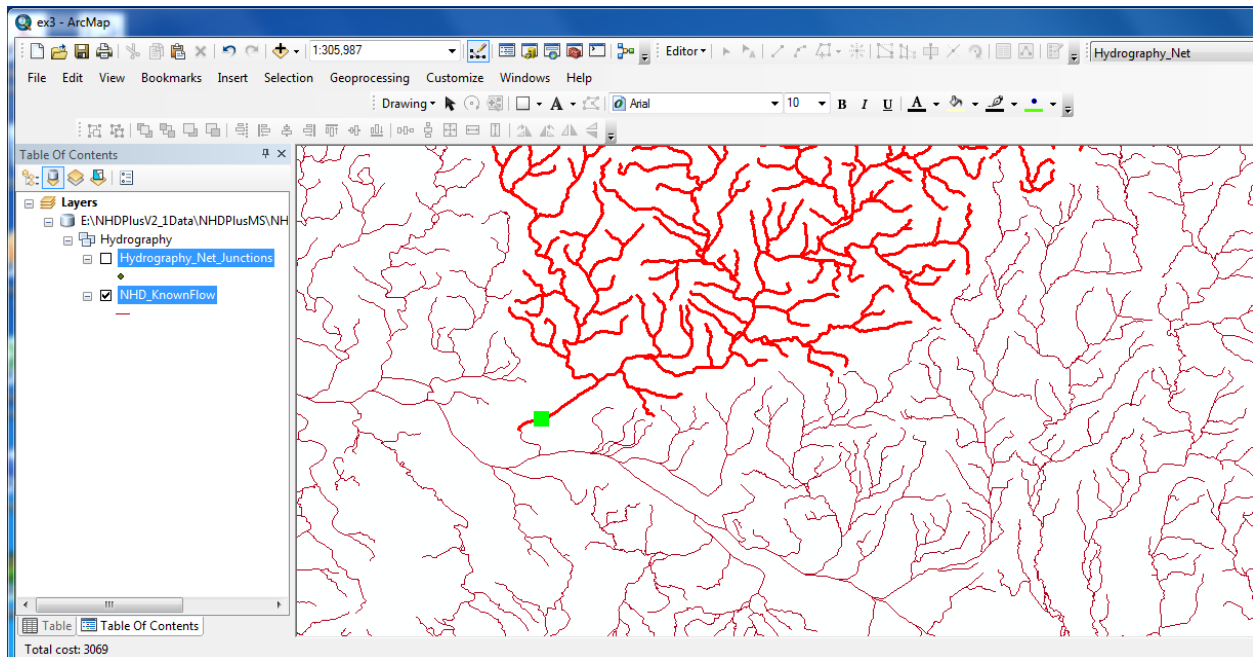 ex3 - ArcMap
1:305,987 Editor Hydrography_Net
File Edit View Bookmarks Insert Selection Geoprocessing Customize Windows Help
Drawing A Arial 10 B I U A
Table Of Contents
Layers
E:\NHDPlusV2_1Data\NHDPlusMS\NH
Hydrography
Hydrography_Net_Junctions
NHD_KnownFlow
Table Table Of Contents
Total cost: 3069